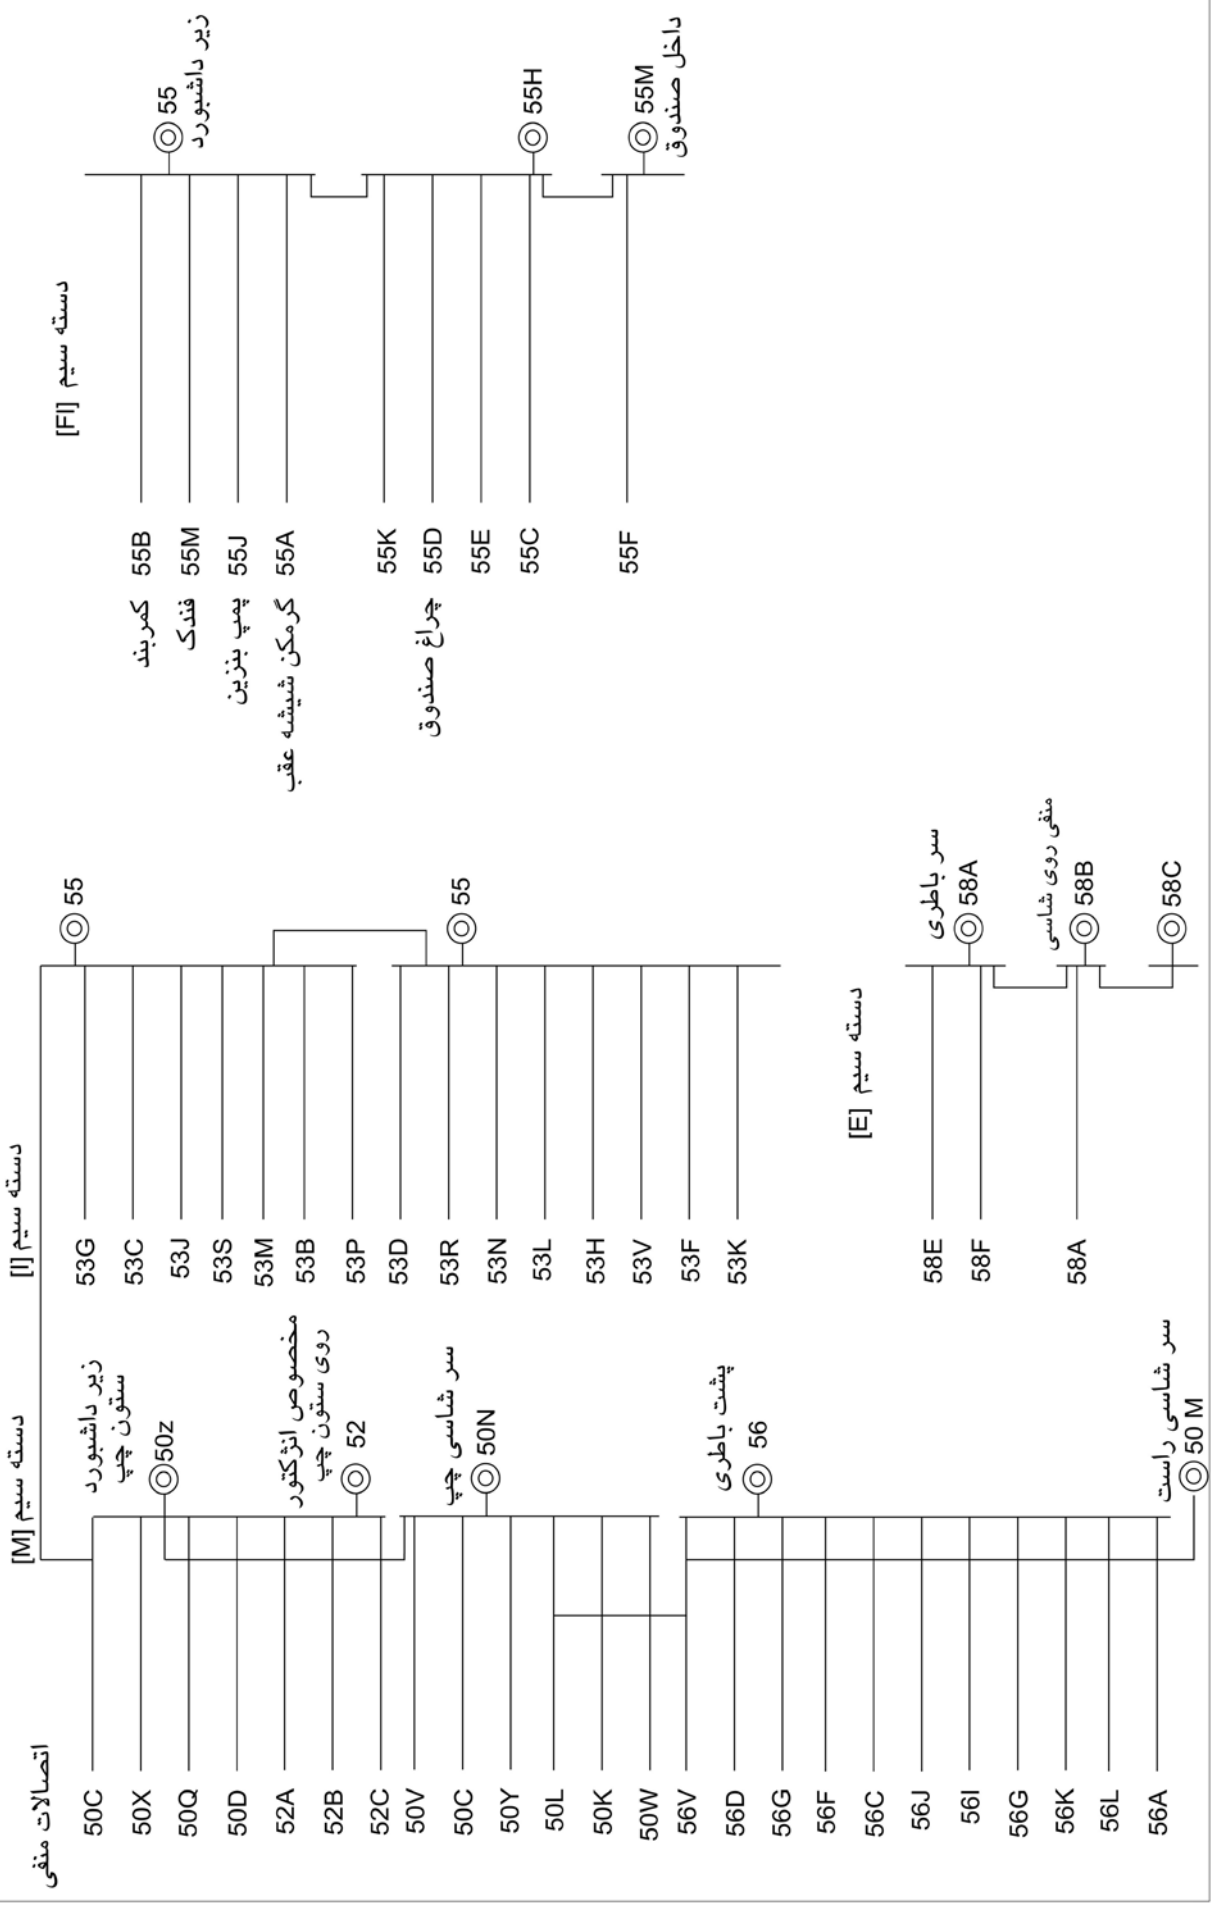 اتصالات منفی
دسته سیم [M]
50C
50X
50Q
50D
52A
52B
52C
50V
50C
50Y
50L
50K
50W
56V
56D
56G
56F
56C
56J
56I
56G
56K
56L
56A
زیر داشبورد
ستون چپ
50z
مخصوص انژکتور
روی ستون چپ
52
سر شاسی چپ
50N
پشت باطری
56
سر شاسی راست
50 M
دسته سیم [I]
53G
53C
53J
53S
53M
53B
53P
53D
53R
53N
53L
53H
53V
53F
53K
55
55
دسته سیم [E]
58E
58F
58A
سر باطری
58A
منفی روی شاسی
58B
58C
دسته سیم [FI]
کمربند 55B
فندک 55M
پمپ بنزین 55J
گرمکن شیشه عقب 55A
55K
چراغ صندوق 55D
55E
55C
55F
55
زیر داشبورد
55H
55M
داخل صندوق